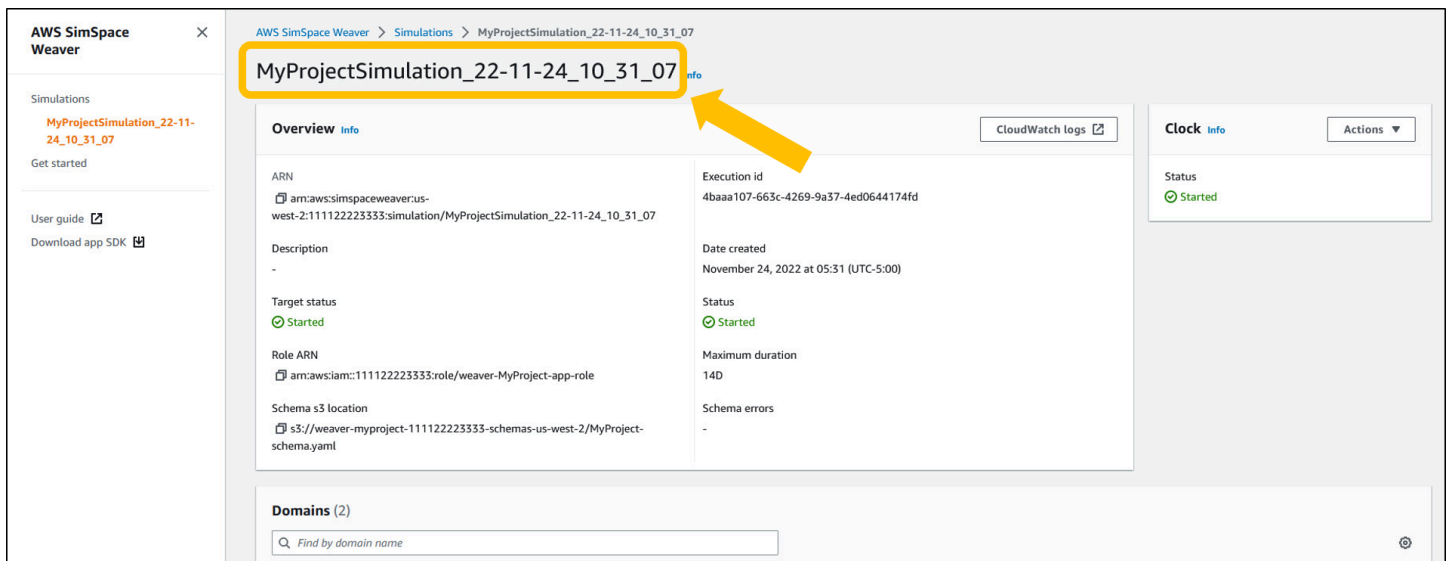 AWS SimSpace
Weaver
Simulations
MyProjectSimulation_22-11-
24_10_31_07
Get started
User guide
Download app SDK
AWS SimSpace Weaver > Simulations > MyProjectSimulation_22-11-24_10_31_07
MyProjectSimulation_22-11-24_10_31_07 nfo
Overview Info
CloudWatch logs
ARN
arn:aws:simspaceweaver:us-
west-2:111122223333:simulation/MyProjectSimulation_22-11-24_10_31_07
Execution id
4baaa107-663c-4269-9a37-4ed0644174fd
Description
-
Date created
November 24, 2022 at 05:31 (UTC-5:00)
Target status
Started
Status
Started
Role ARN
arn:aws:iam::111122223333:role/weaver-MyProject-app-role
Maximum duration
14D
Schema s3 location
s3://weaver-myproject-111122223333-schemas-us-west-2/MyProject-
schema.yaml
Schema errors
-
Clock Info
Actions
Status
Started
Domains (2)
Find by domain name